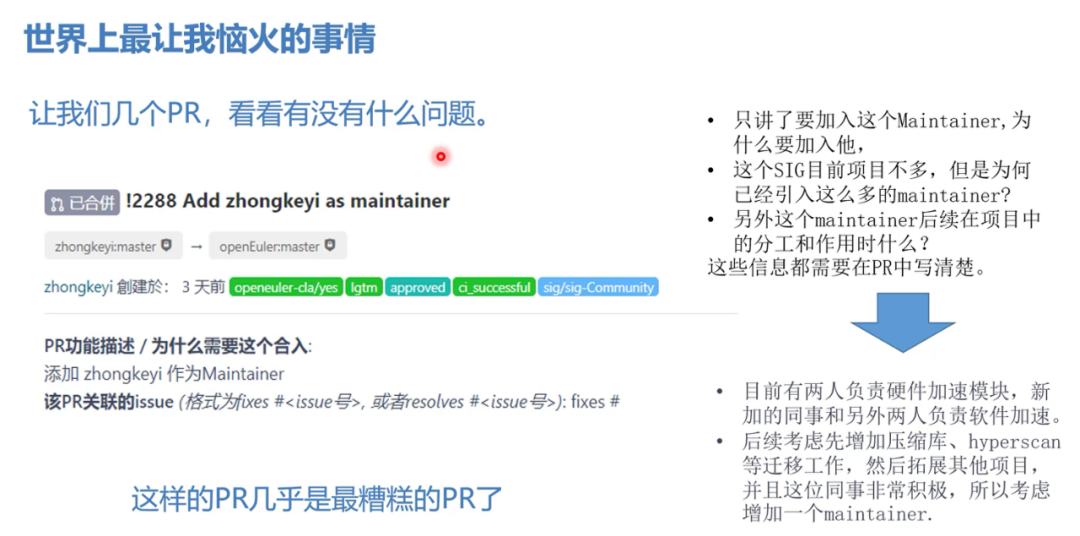 世界上最让我恼火的事情
让我们几个PR，看看有没有什么问题。
已合併 !2288 Add zhongkeyi as maintainer
zhongkeyi:master → openEuler:master
zhongkeyi 創建於： 3 天前 openeuler-cla/yes lgtm approved ci_successful sig/sig-Community
PR功能描述 / 为什么需要这个合入:
添加 zhongkeyi 作为Maintainer
该PR关联的issue (格式为fixes #<issue号>, 或者resolves #<issue号>): fixes #
这样的PR几乎是最糟糕的PR了
• 只讲了要加入这个Maintainer,为
什么要加入他，
• 这个SIG目前项目不多，但是为何
已经引入这么多的maintainer?
• 另外这个maintainer后续在项目中
的分工和作用时什么？
这些信息都需要在PR中写清楚。
• 目前有两人负责硬件加速模块，新
加的同事和另外两人负责软件加速。
• 后续考虑先增加压缩库、hyperscan
等迁移工作，然后拓展其他项目，
并且这位同事非常积极，所以考虑
增加一个maintainer.